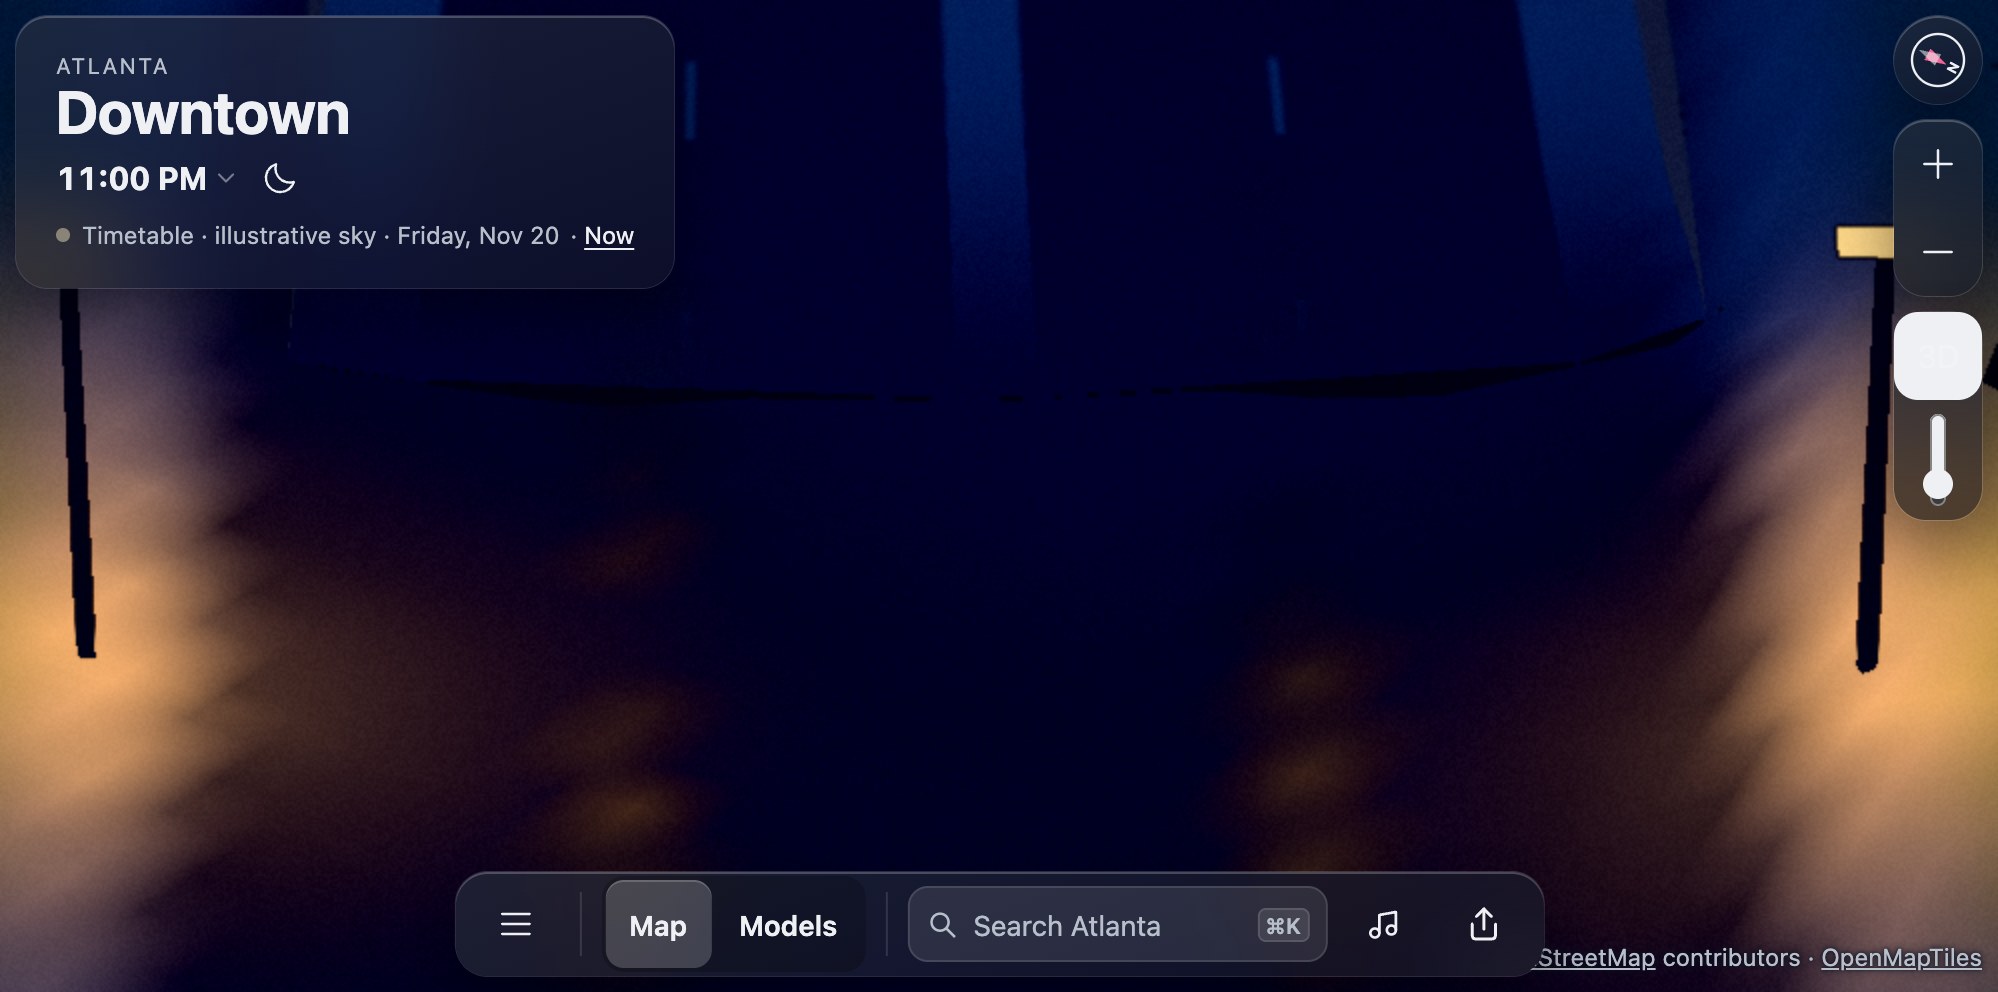 ATLANTA
Downtown
11:00 PM
Timetable · illustrative sky · Friday, Nov 20 · Now
N
3D
Map
Models
Search Atlanta
⌘K
StreetMap contributors · OpenMapTiles